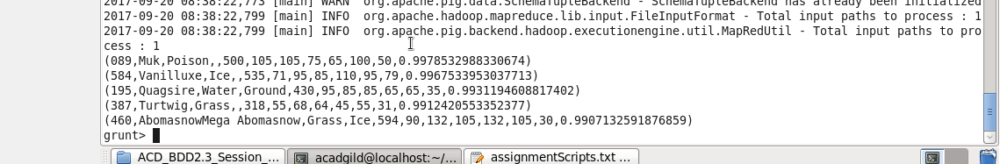 2017-09-20 08:38:22,773 [main] WARN  org.apache.pig.data.SchemaTupleBackend - SchemaTupleBackend has already been initialized
2017-09-20 08:38:22,799 [main] INFO  org.apache.hadoop.mapreduce.lib.input.FileInputFormat - Total input paths to process : 1
2017-09-20 08:38:22,799 [main] INFO  org.apache.pig.backend.hadoop.executionengine.util.MapRedUtil - Total input paths to pro
cess : 1
(089,Muk,Poison,,500,105,105,75,65,100,50,0.9978532988330674)
(584,Vanilluxe,Ice,,535,71,95,85,110,95,79,0.9967533953037713)
(195,Quagsire,Water,Ground,430,95,85,85,65,65,35,0.9931194608817402)
(387,Turtwig,Grass,,318,55,68,64,45,55,31,0.9912420553352377)
(460,AbomasnowMega Abomasnow,Grass,Ice,594,90,132,105,132,105,30,0.9907132591876859)
grunt>
ACD_BDD2.3_Session_... acadgild@localhost:~/... assignmentScripts.txt ...